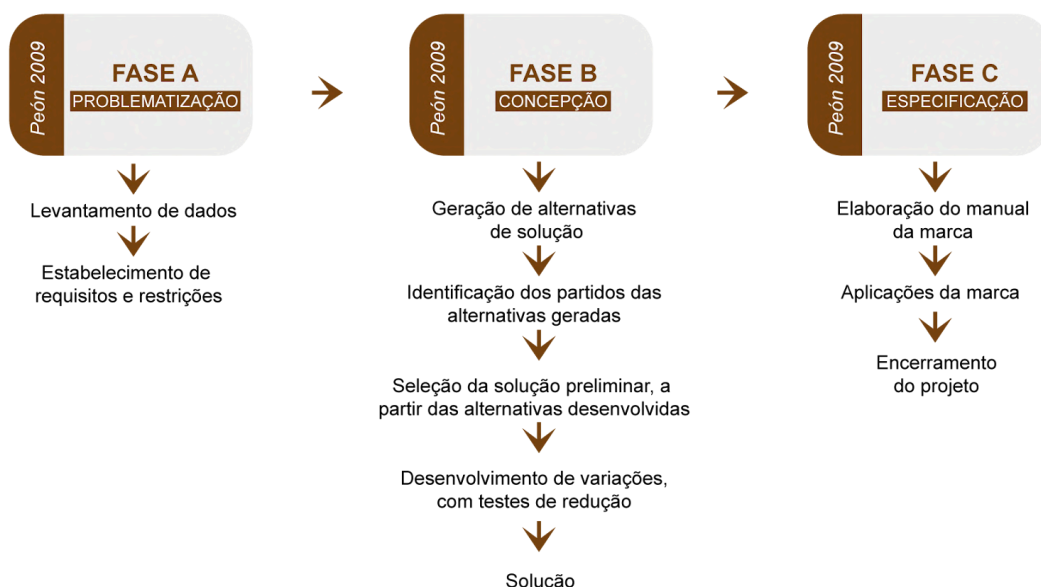 Peón 2009
FASE A
PROBLEMATIZAÇÃO
Levantamento de dados
Estabelecimento de
requisitos e restrições
Peón 2009
FASE B
CONCEPÇÃO
Geração de alternativas
de solução
Identificação dos partidos das
alternativas geradas
Seleção da solução preliminar, a
partir das alternativas desenvolvidas
Desenvolvimento de variações,
com testes de redução
Solução
Peón 2009
FASE C
ESPECIFICAÇÃO
Elaboração do manual
da marca
Aplicações da marca
Encerramento
do projeto